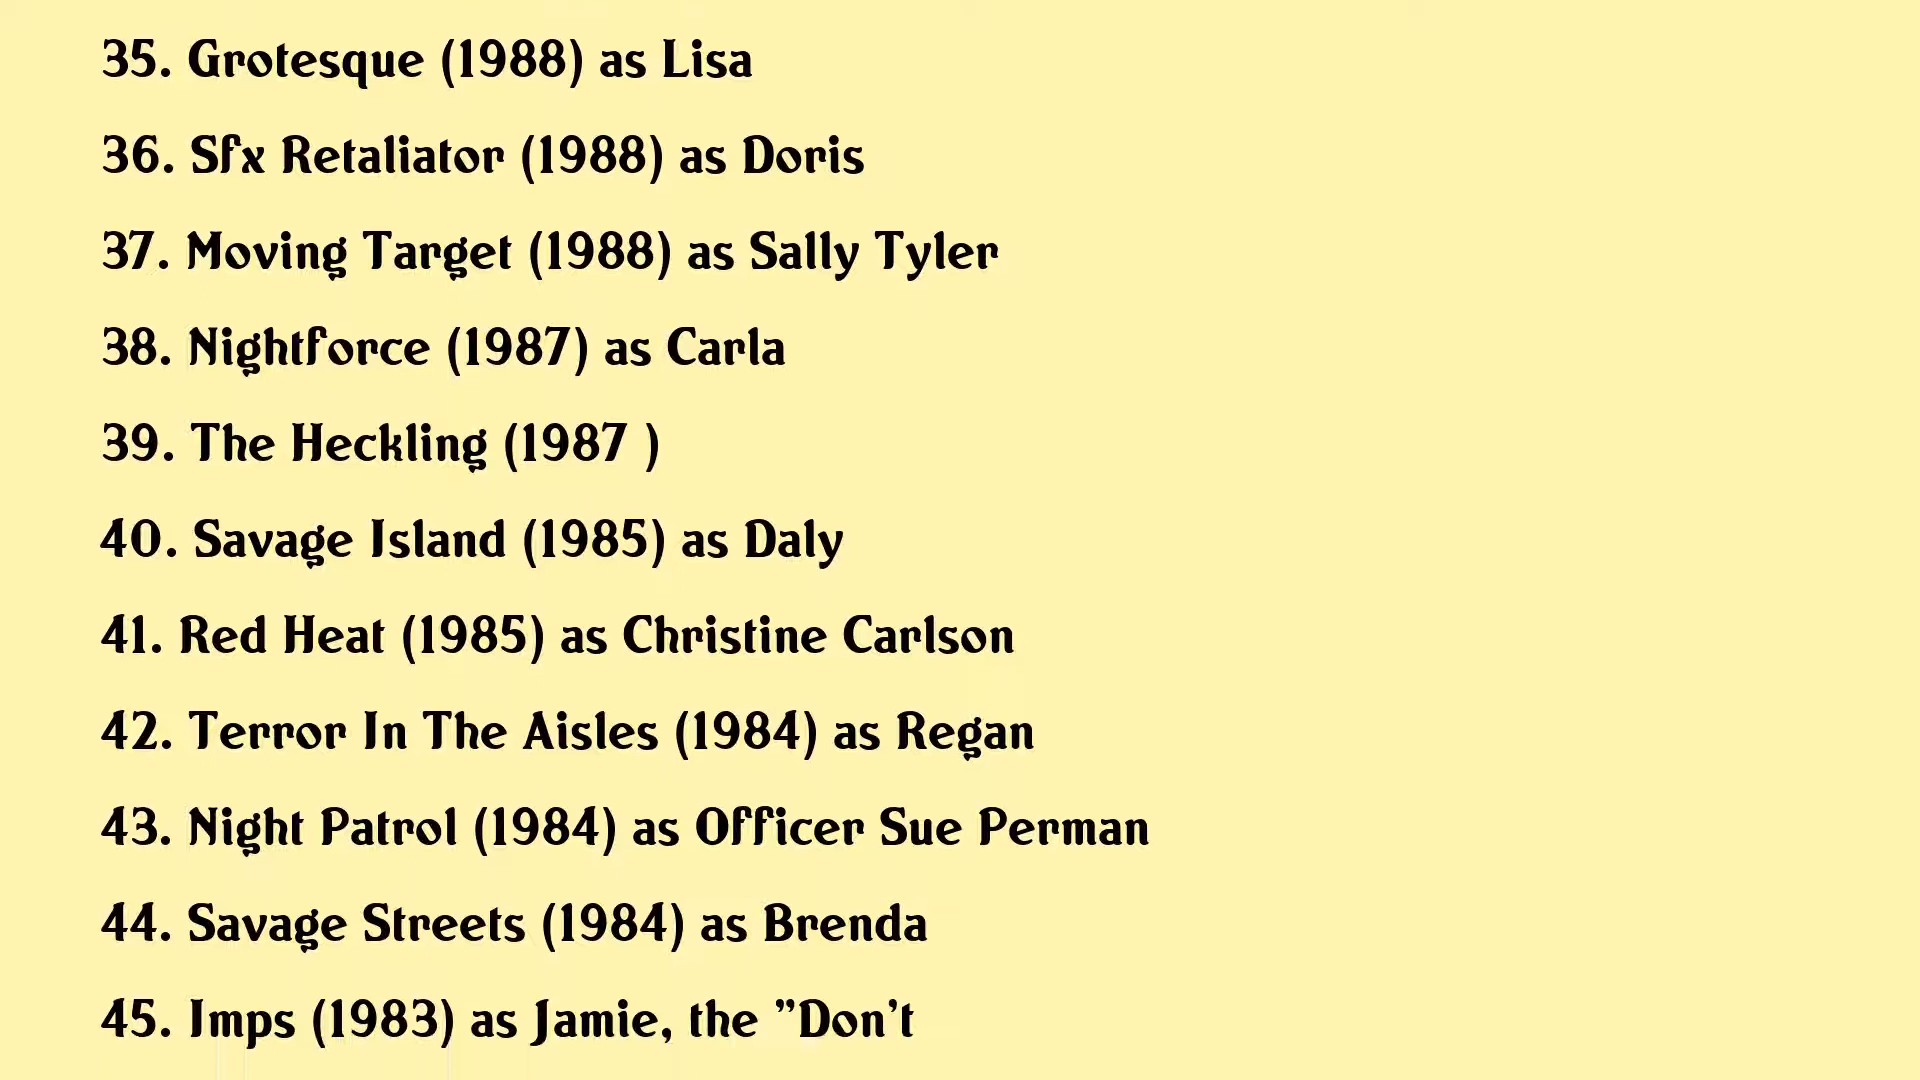 35. Grotesque (1988) as Lisa
36. Sfx Retaliator (1988) as Doris
37. Moving Target (1988) as Sally Tyler
38. Nightforce (1987) as Carla
39. The Heckling (1987 )
40. Savage Island (1985) as Daly
41. Red Heat (1985) as Christine Carlson
42. Terror In The Aisles (1984) as Regan
43. Night Patrol (1984) as Officer Sue Perman
44. Savage Streets (1984) as Brenda
45. Imps (1983) as Jamie, the ”Don’t